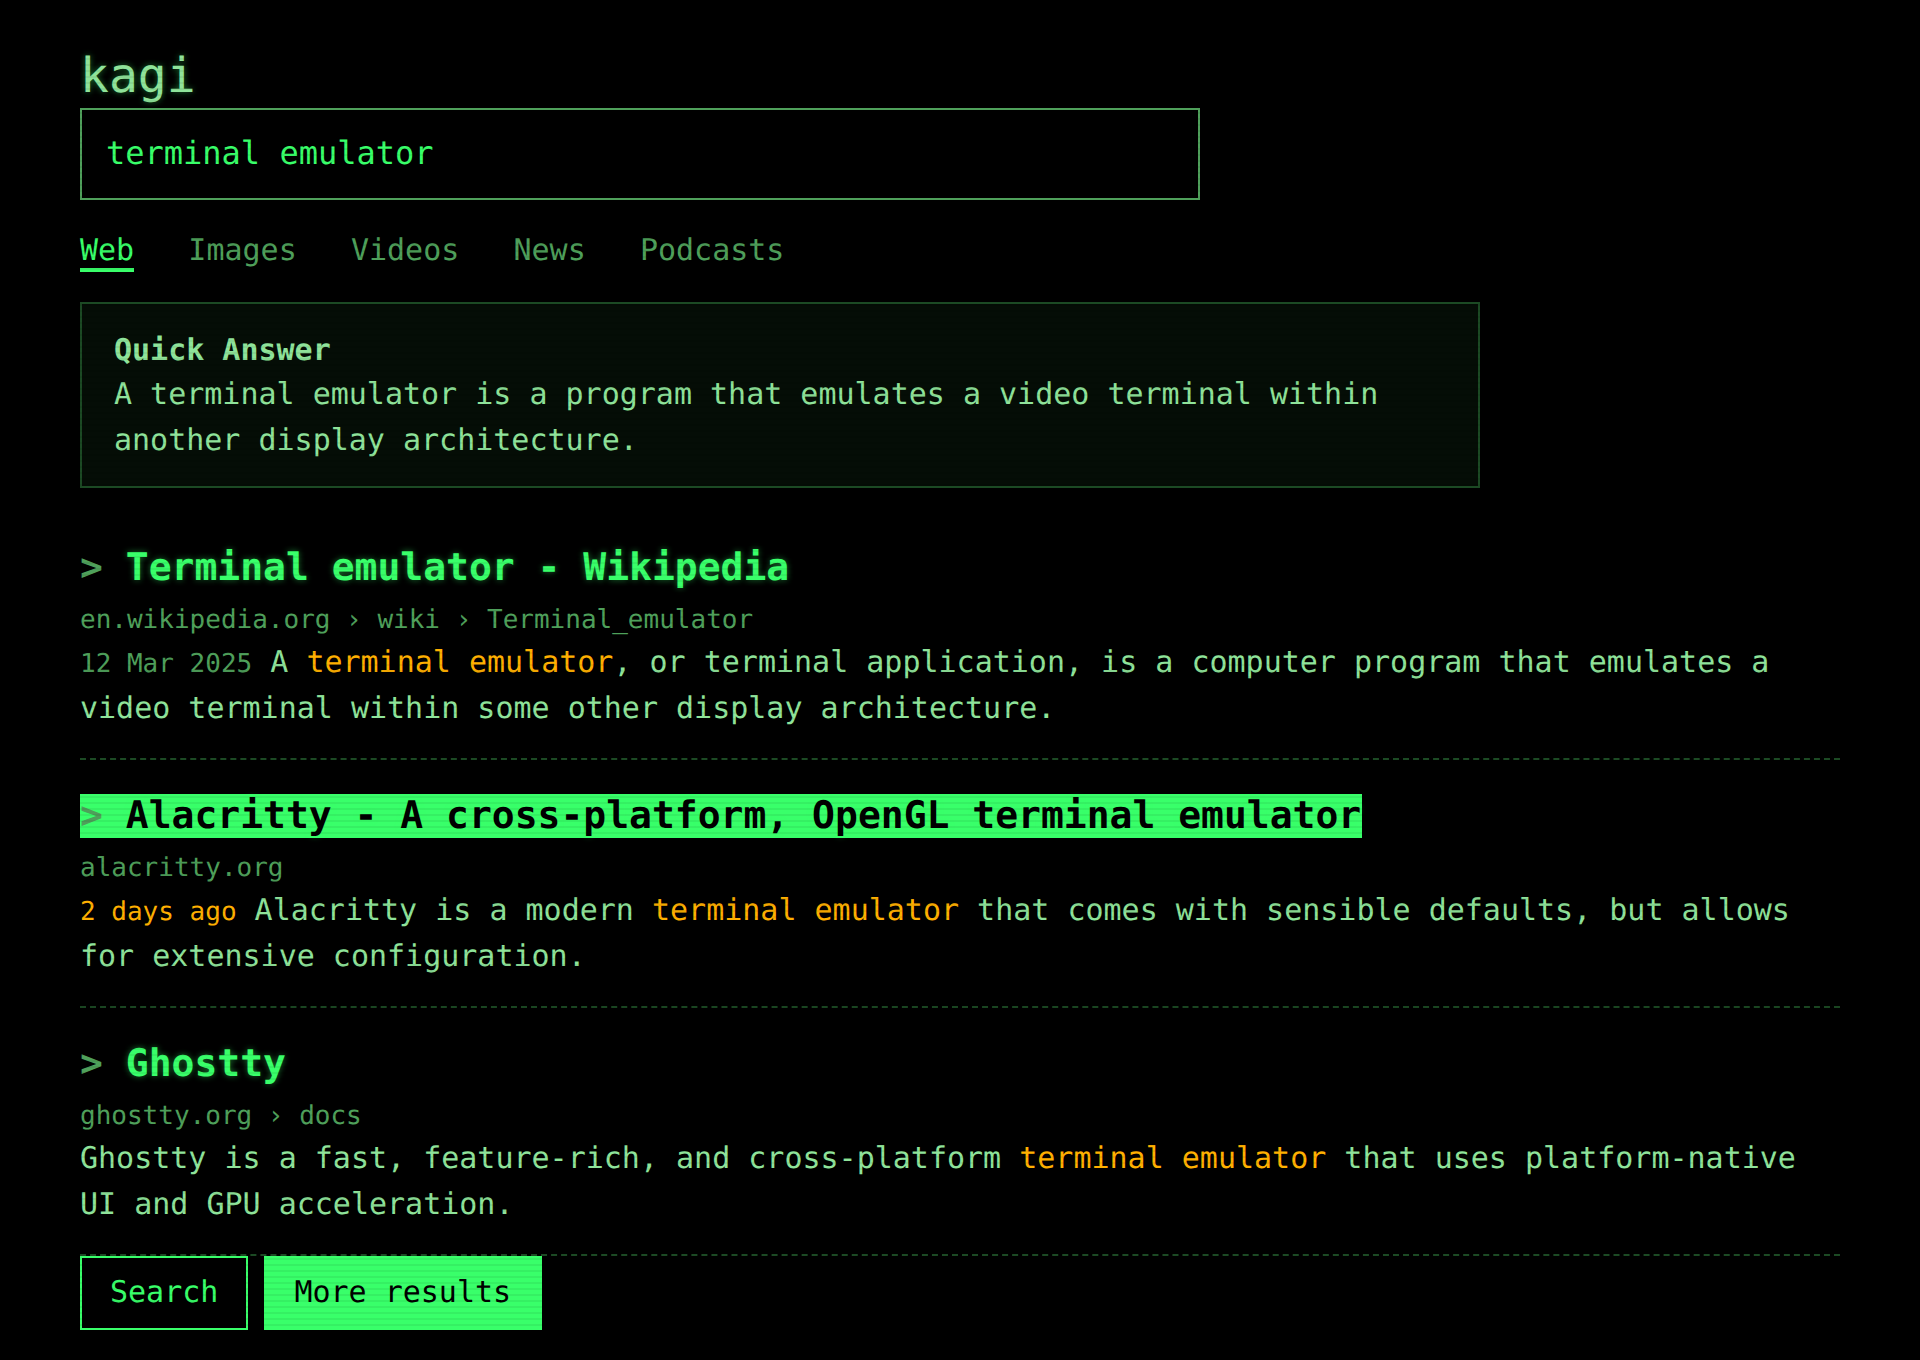 kagi
terminal emulator
Web Images Videos News Podcasts
Quick Answer
A terminal emulator is a program that emulates a video terminal within
another display architecture.
> Terminal emulator - Wikipedia
en.wikipedia.org › wiki › Terminal_emulator
12 Mar 2025 A terminal emulator, or terminal application, is a computer program that emulates a
video terminal within some other display architecture.
> Alacritty - A cross-platform, OpenGL terminal emulator
alacritty.org
2 days ago Alacritty is a modern terminal emulator that comes with sensible defaults, but allows
for extensive configuration.
> Ghostty
ghostty.org › docs
Ghostty is a fast, feature-rich, and cross-platform terminal emulator that uses platform-native
UI and GPU acceleration.
Search More results